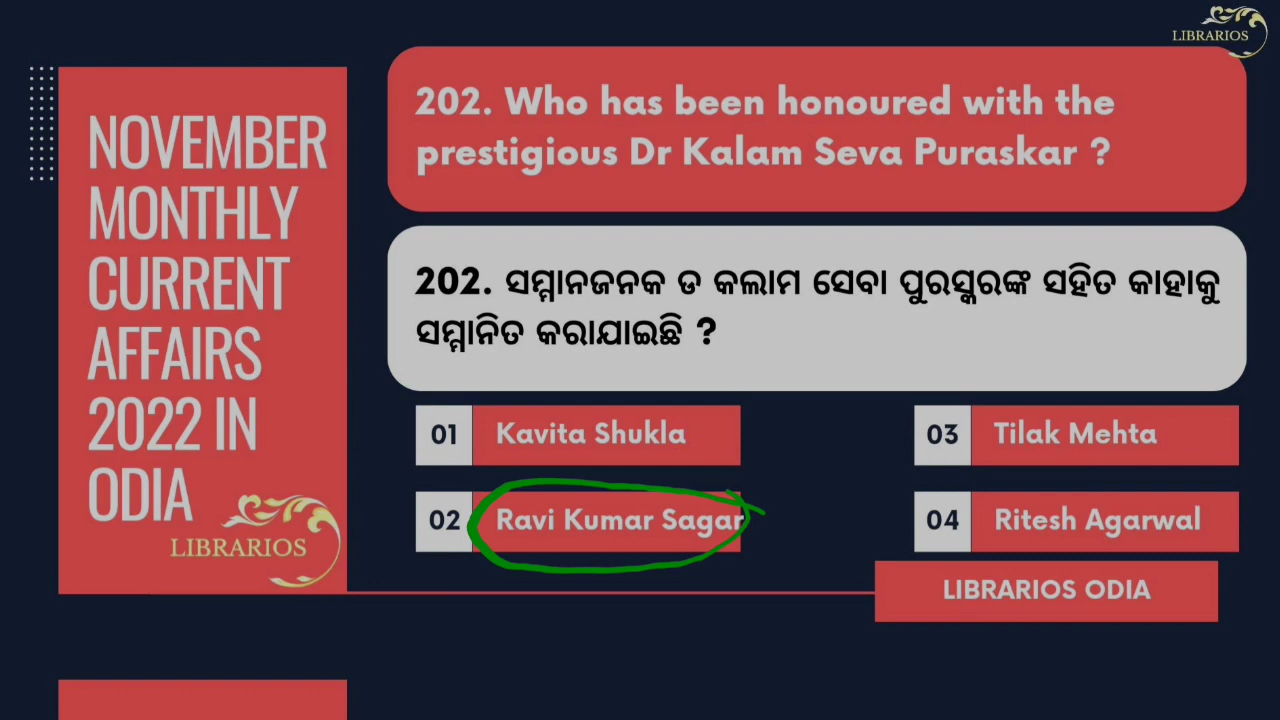 LIBRARIOS
NOVEMBER
MONTHLY
CURRENT
AFFAIRS
2022 IN
ODIA
LIBRARIOS
202. Who has been honoured with the
prestigious Dr Kalam Seva Puraskar ?
202. ସମ୍ମାନଜନକ ଡ କଲାମ ସେବା ପୁରସ୍କରଙ୍କ ସହିତ କାହାକୁ
ସମ୍ମାନିତ କରାଯାଇଛି ?
01 Kavita Shukla
02 Ravi Kumar Sagar
03 Tilak Mehta
04 Ritesh Agarwal
LIBRARIOS ODIA